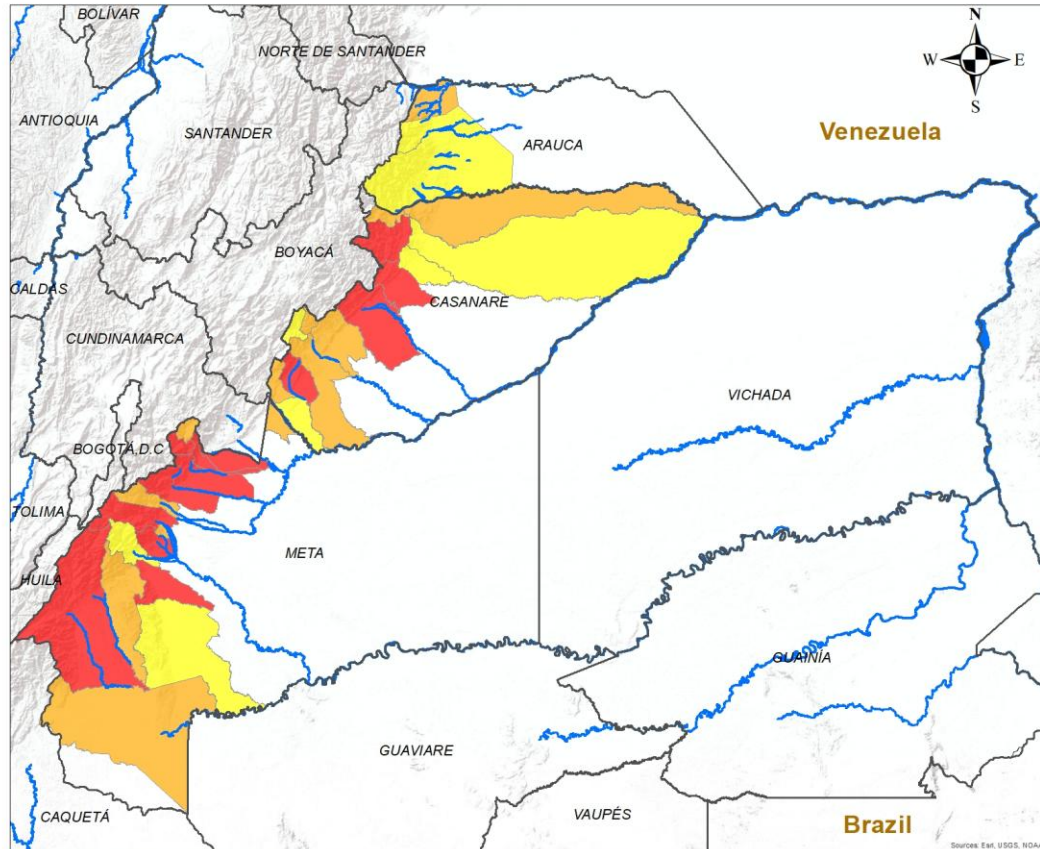 BOLÍVAR
NORTE DE SANTANDER
N
W
E
S
ANTIOQUIA
SANTANDER
ARAUCA
Venezuela
BOYACÁ
CALDAS
CASANARE
CUNDINAMARCA
VICHADA
BOGOTÁ,D.C
TOLIMA
META
HUILA
GUAINÍA
GUAVIARE
CAQUETÁ
VAUPÉS
Brazil
Sources: Esri, USGS, NOAA